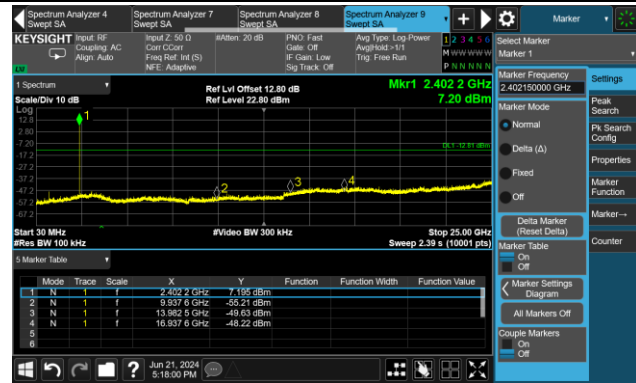 Spectrum Analyzer 4
Swept SA
Spectrum Analyzer 7
Swept SA
Spectrum Analyzer 8
Swept SA
Spectrum Analyzer 9
Swept SA
Marker
KEYSIGHT
Input: RF
Coupling: AC
Align: Auto
Input Z: 50 Ω
Corr CCorr
Freq Ref: Int (S)
NFE: Adaptive
#Atten: 20 dB
PNO: Fast
Gate: Off
IF Gain: Low
Sig Track: Off
Avg Type: Log-Power
Avg|Hold:>1/1
Trig: Free Run
1 2 3 4 5 6
M W W W W W
P N N N N N
Select Marker
Marker 1
1 Spectrum
Scale/Div 10 dB
Log
Ref Lvl Offset 12.80 dB
Ref Level 22.80 dBm
Mkr1 2.402 2 GHz
7.20 dBm
12.8
2.80
-7.20
-17.2
-27.2
-37.2
-47.2
-57.2
-67.2
1
2
3
4
DL1 -12.81 dBm
Start 30 MHz
#Res BW 100 kHz
#Video BW 300 kHz
Stop 25.00 GHz
Sweep 2.39 s (10001 pts)
5 Marker Table
Mode Trace Scale X Y Function Function Width Function Value
1 N 1 f 2.402 2 GHz 7.195 dBm
2 N 1 f 9.937 6 GHz -55.21 dBm
3 N 1 f 13.982 5 GHz -49.63 dBm
4 N 1 f 16.937 6 GHz -48.22 dBm
5
6
Marker Frequency
2.402150000 GHz
Marker Mode
Normal
Delta (Δ)
Fixed
Off
Delta Marker
(Reset Delta)
Marker Table
On
Off
Marker Settings
Diagram
All Markers Off
Couple Markers
On
Off
Settings
Peak
Search
Pk Search
Config
Properties
Marker
Function
Marker→
Counter
?
Jun 21, 2024
5:18:00 PM